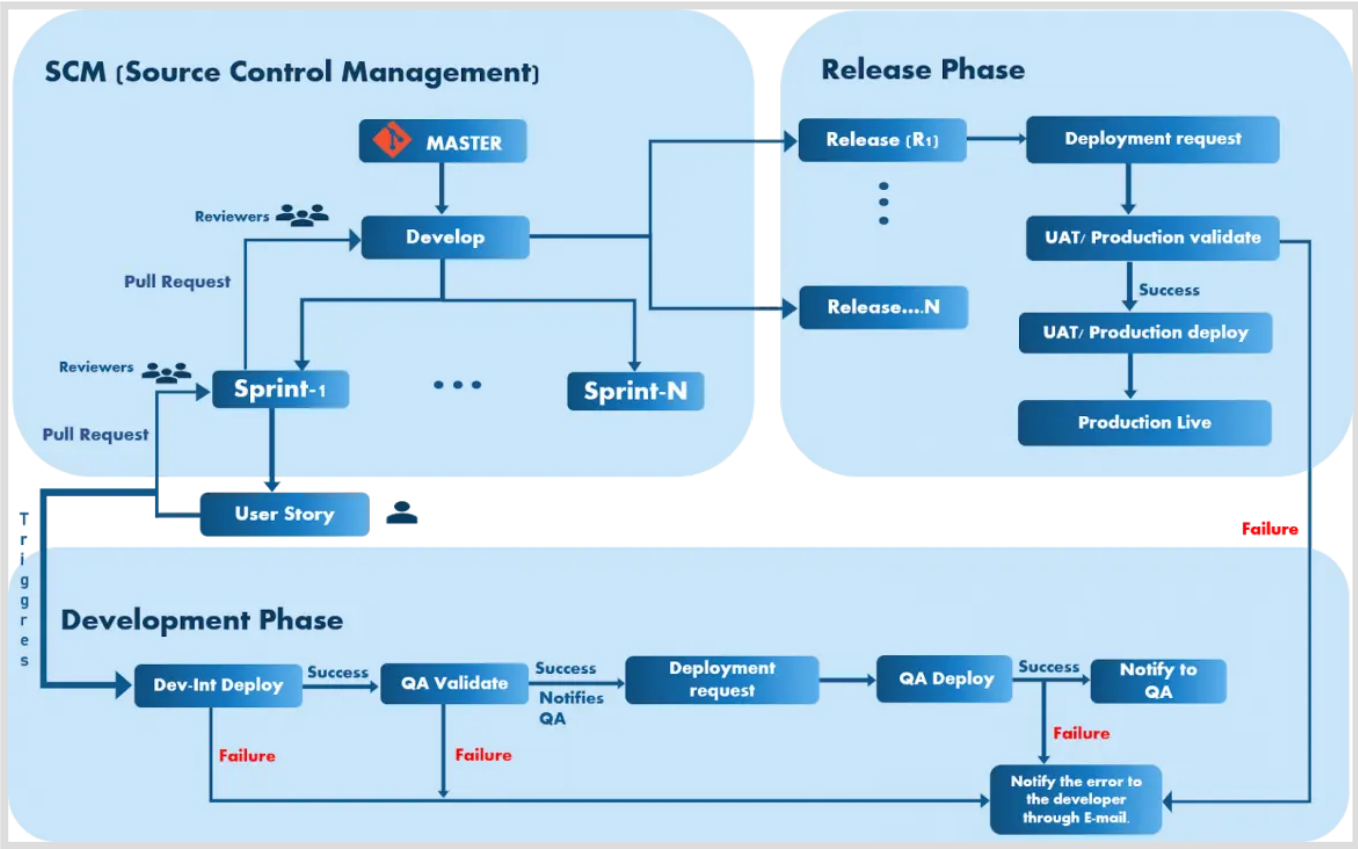 SCM (Source Control Management)
MASTER
Reviewers
Develop
Pull Request
Reviewers
Sprint-1
Sprint-N
Pull Request
User Story
Triggres
Release Phase
Release (R1)
Deployment request
UAT/ Production validate
Success
Release....N
UAT/ Production deploy
Production Live
Failure
Development Phase
Dev-Int Deploy
Success
QA Validate
Success
Notifies
QA
Deployment
request
QA Deploy
Success
Notify to
QA
Failure
Failure
Failure
Notify the error to
the developer
through E-mail.